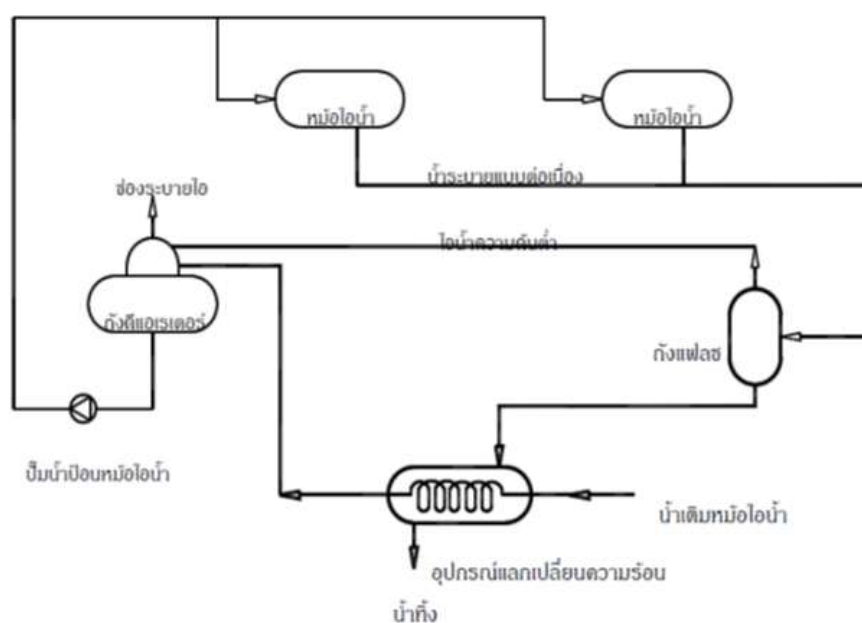 หม้อไอน้ำ
หม้อไอน้ำ
น้ำระบายแบบต่อเนื่อง
ช่องระบายไอ
ไอน้ำความดันต่ำ
ถังดีแอเรเตอร์
ถังแฟลช
ปั๊มน้ำป้อนหม้อไอน้ำ
น้ำเติมหม้อไอน้ำ
อุปกรณ์แลกเปลี่ยนความร้อน
น้ำทิ้ง